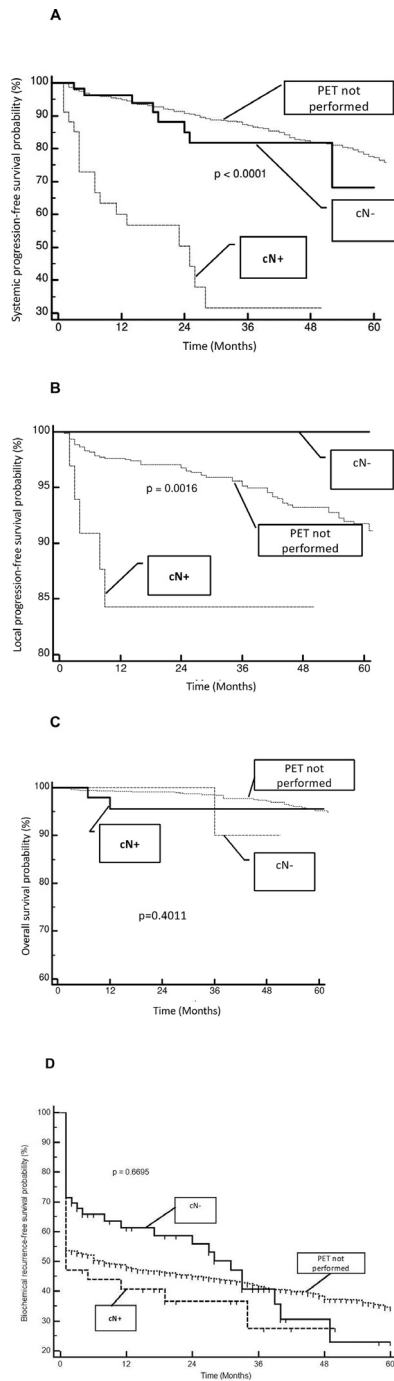 A
Systemic progression-free survival probability (%)
100
90
80
70
60
50
40
30
PET not
performed
p < 0.0001
cN-
cN+
0
12
24
36
48
60
Time (Months)
B
Local progression-free survival probability (%)
100
95
90
85
80
cN-
p = 0.0016
PET not
performed
cN+
0
12
24
36
48
60
Time (Months)
C
Overall survival probability (%)
100
90
80
70
60
PET not
performed
cN+
cN-
p=0.4011
0
12
24
36
48
60
Time (Months)
D
Biochemical recurrence-free survival probability (%)
100
90
80
70
60
50
40
30
20
p = 0.6695
cN-
PET not
performed
cN+
0
12
24
36
48
60
Time (Months)